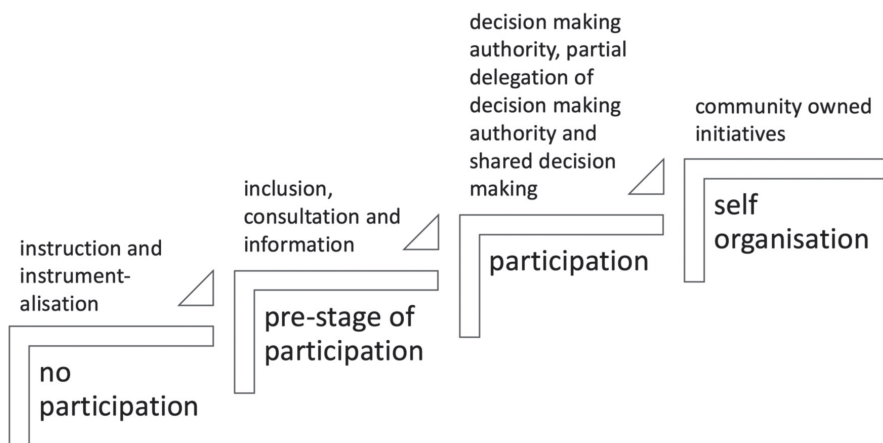 instruction and
instrument-
alisation
no
participation
inclusion,
consultation and
information
pre-stage of
participation
decision making
authority, partial
delegation of
decision making
authority and
shared decision
making
participation
community owned
initiatives
self
organisation